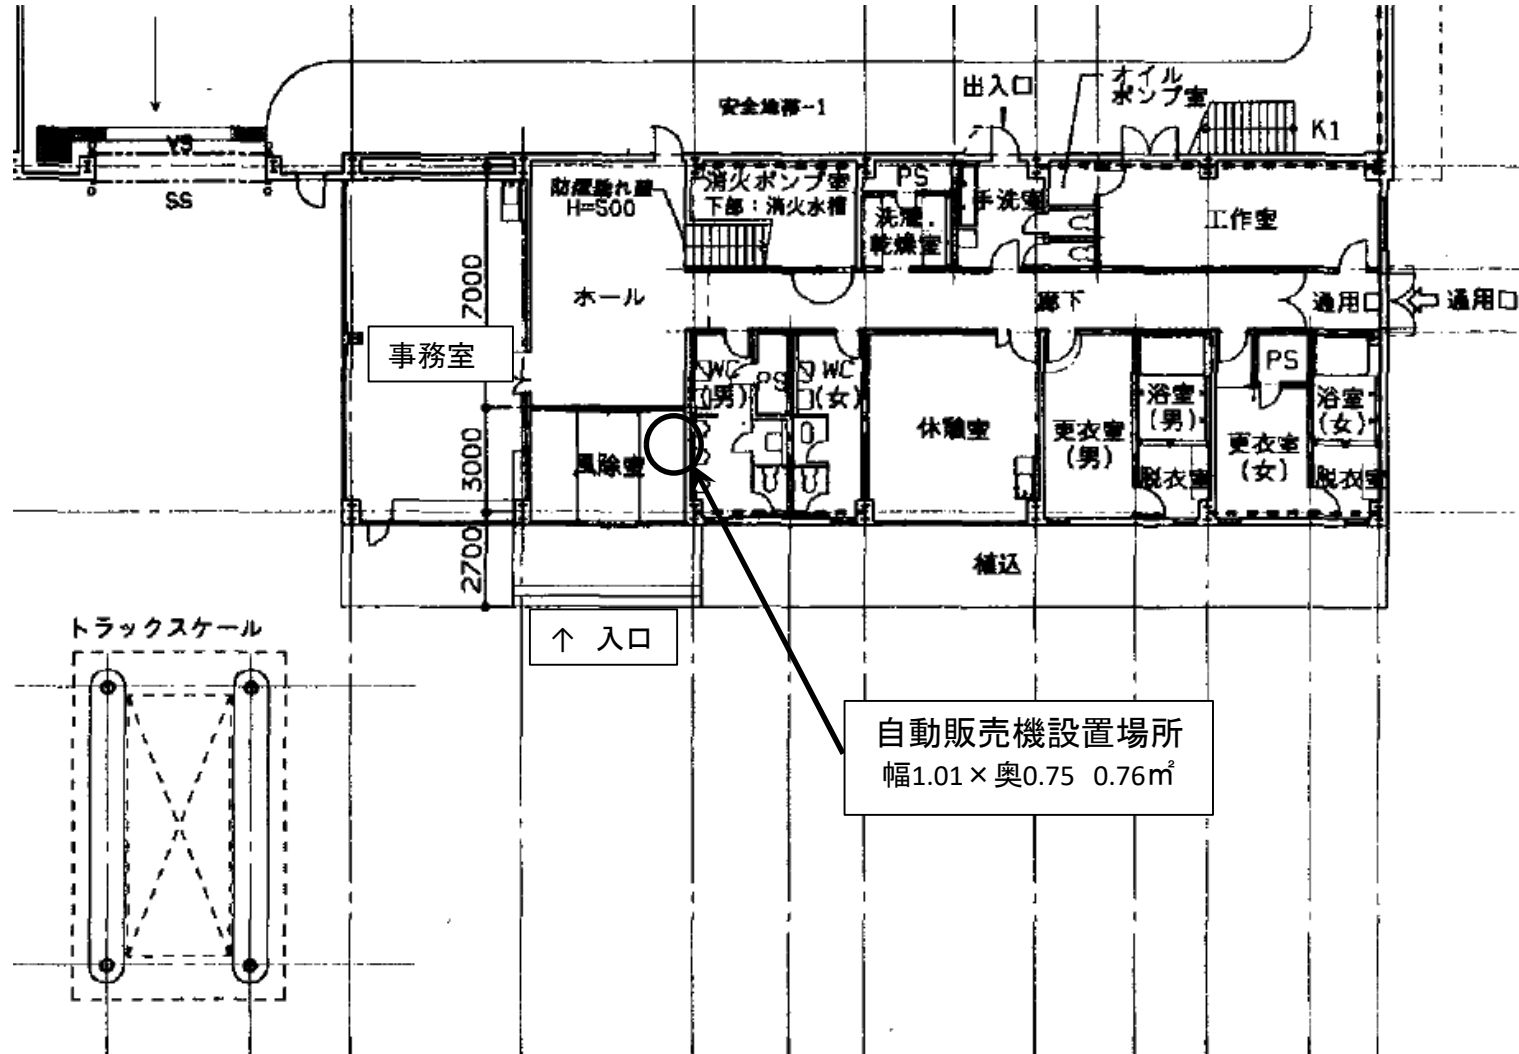 出入口
オイル
ポンプ室
安全地帯-1
K1
SS
防煙垂れ壁
H=500
消火ポンプ室
下部：消火水槽
PS
洗濯．
乾燥室
手洗室
工作室
7000
ホール
廊下
通用口
通用口
事務室
WC
(男)
PS
WC
(女)
休憩室
更衣室
(男)
浴室
(男)
脱衣室
PS
更衣室
(女)
浴室
(女)
脱衣室
3000
風除室
2700
植込
↑ 入口
トラックスケール
自動販売機設置場所
幅1.01×奥0.75 0.76㎡